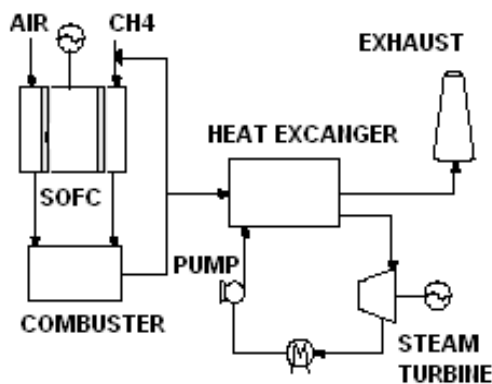 AIR
CH4
EXHAUST
HEAT EXCANGER
SOFC
PUMP
COMBUSTER
STEAM
TURBINE